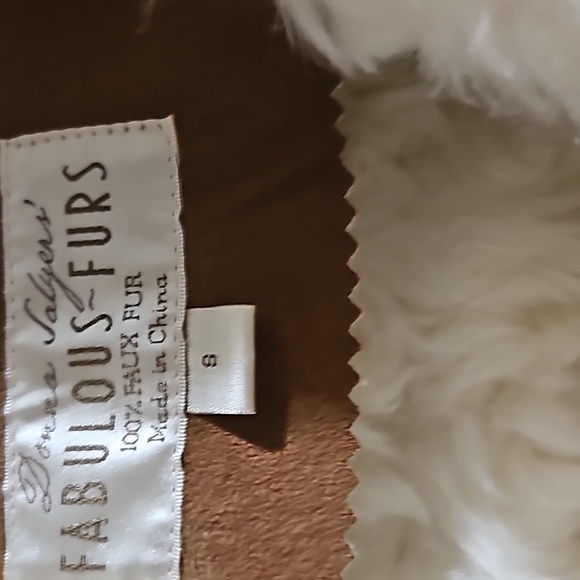 Donna Salyers'
FABULOUS-FURS
100% FAUX FUR
Made in China
S